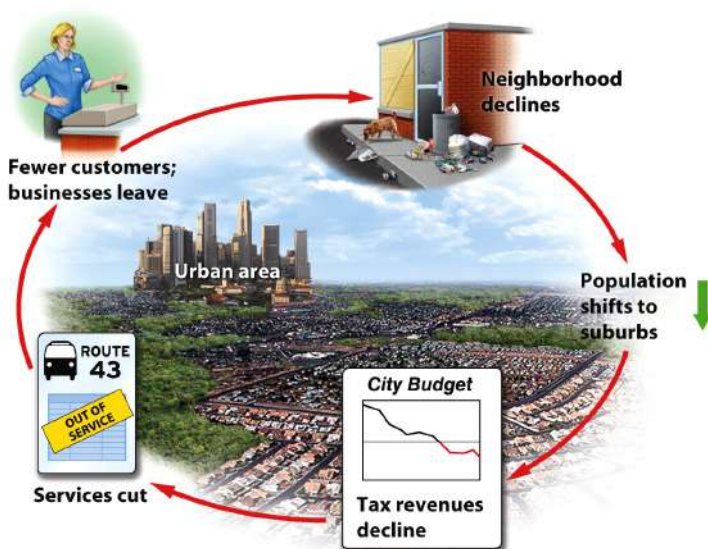 Neighborhood
declines
Population
shifts to
suburbs
City Budget
Tax revenues
decline
Services cut
ROUTE
43
OUT OF
SERVICE
Fewer customers;
businesses leave
Urban area